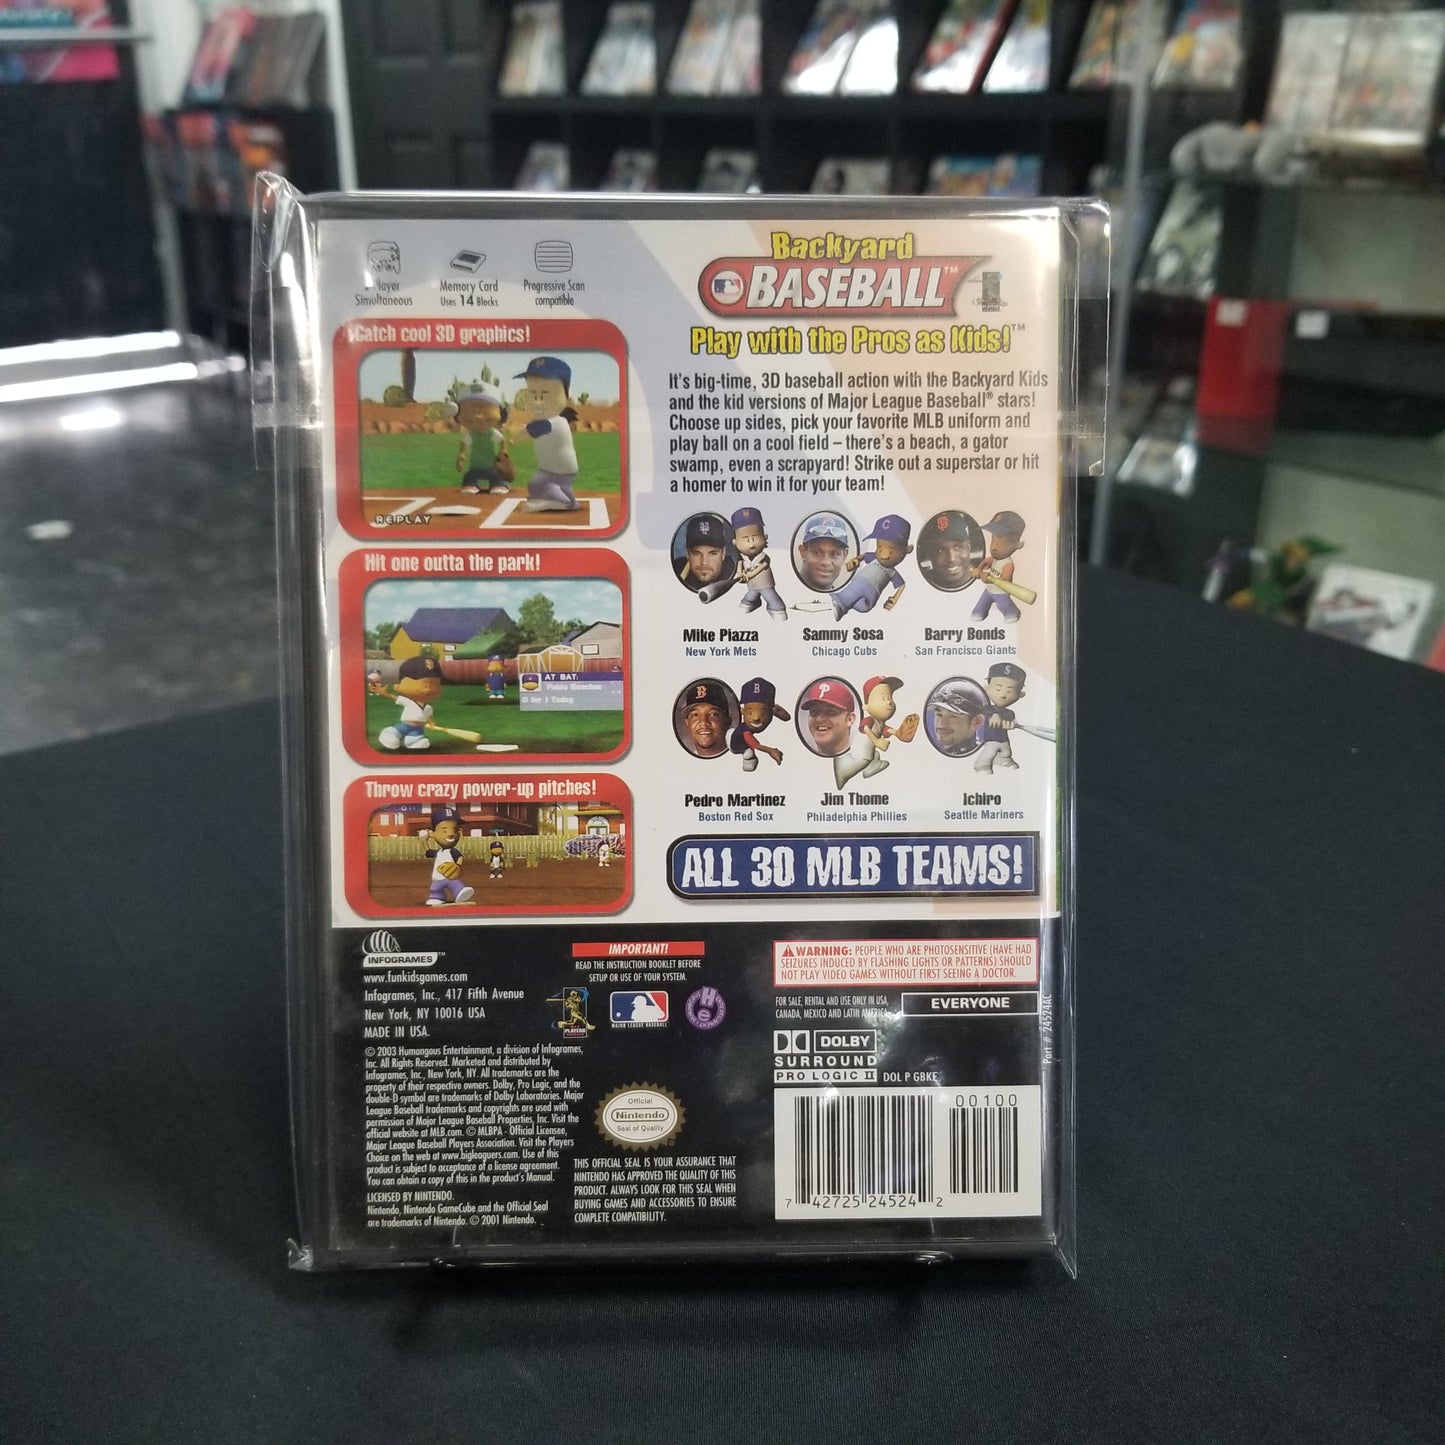 Player
Simultaneous
Memory Card
Uses 14 Blocks
Progressive Scan
compatible
Backyard
BASEBALL™
Play with the Pros as Kids!™
Catch cool 3D graphics!
REPLAY
It's big-time, 3D baseball action with the Backyard Kids
and the kid versions of Major League Baseball® stars!
Choose up sides, pick your favorite MLB uniform and
play ball on a cool field – there's a beach, a gator
swamp, even a scrapyard! Strike out a superstar or hit
a homer to win it for your team!
Hit one outta the park!
AT BAT:
Pablo Sanchez
0 for 1 Today
Throw crazy power-up pitches!
Mike Piazza
New York Mets
Sammy Sosa
Chicago Cubs
Barry Bonds
San Francisco Giants
Pedro Martinez
Boston Red Sox
Jim Thome
Philadelphia Phillies
Ichiro
Seattle Mariners
ALL 30 MLB TEAMS!
INFOGRAMES™
www.funkidsgames.com
Infogrames, Inc., 417 Fifth Avenue
New York, NY 10016 USA
MADE IN USA.
© 2003 Humongous Entertainment, a division of Infogrames,
Inc. All Rights Reserved. Marketed and distributed by
Infogrames, Inc., New York, NY. All trademarks are the
property of their respective owners. Dolby, Pro Logic, and the
double-D symbol are trademarks of Dolby Laboratories. Major
League Baseball trademarks and copyrights are used with
permission of Major League Baseball Properties, Inc. Visit the
official website at MLB.com. © MLBPA - Official Licensee,
Major League Baseball Players Association. Visit the Players
Choice on the web at www.bigleaguers.com. Use of this
product is subject to acceptance of a license agreement.
You can obtain a copy of this in the product's Manual.
LICENSED BY NINTENDO.
Nintendo, Nintendo GameCube and the Official Seal
are trademarks of Nintendo. © 2001 Nintendo.
IMPORTANT!
READ THE INSTRUCTION BOOKLET BEFORE
SETUP OR USE OF YOUR SYSTEM.
MAJOR LEAGUE BASEBALL
Official
Nintendo
Seal of Quality
THIS OFFICIAL SEAL IS YOUR ASSURANCE THAT
NINTENDO HAS APPROVED THE QUALITY OF THIS
PRODUCT. ALWAYS LOOK FOR THIS SEAL WHEN
BUYING GAMES AND ACCESSORIES TO ENSURE
COMPLETE COMPATIBILITY.
WARNING: PEOPLE WHO ARE PHOTOSENSITIVE (HAVE HAD
SEIZURES INDUCED BY FLASHING LIGHTS OR PATTERNS) SHOULD
NOT PLAY VIDEO GAMES WITHOUT FIRST SEEING A DOCTOR.
FOR SALE, RENTAL AND USE ONLY IN USA,
CANADA, MEXICO AND LATIN AMERICA.
EVERYONE
DOLBY
SURROUND
PRO LOGIC II
DOL P GBKE
Part # 24524AC
00100
7 42725 24524 2